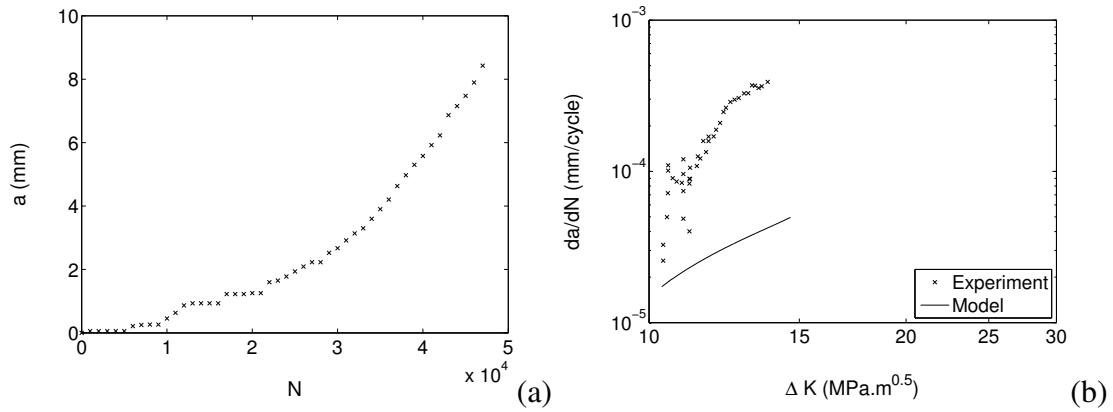 10
8
6
4
2
0
a (mm)
0 1 2 3 4 5
x 10^4
N
(a)
10^-3
10^-4
10^-5
da/dN (mm/cycle)
Experiment
Model
10 15 20 25 30
Δ K (MPa.m^0.5)
(b)